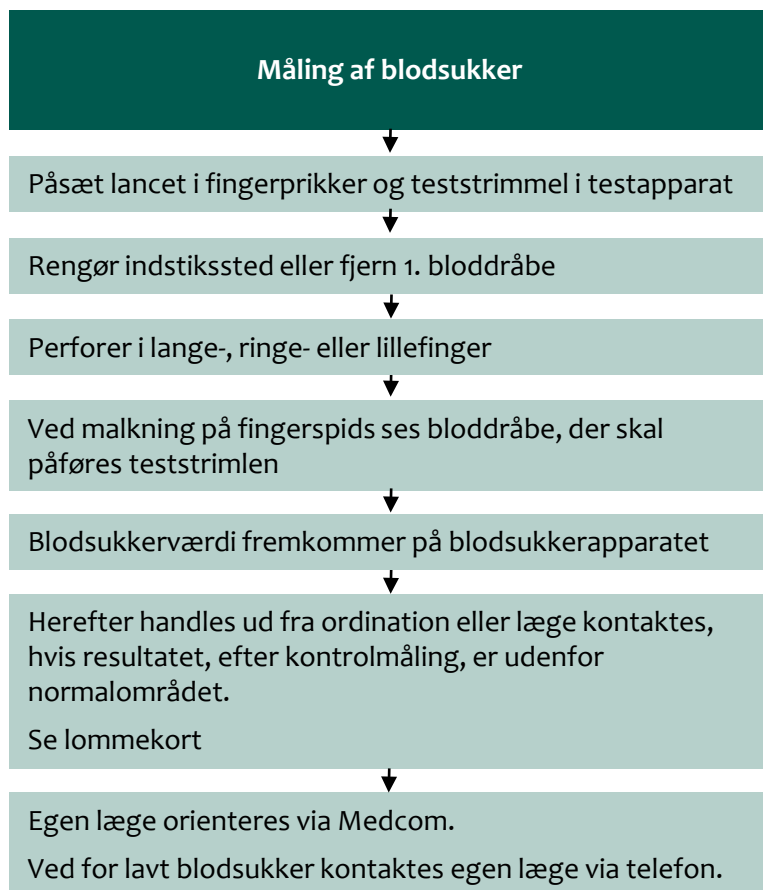 Måling af blodsukker
Påsæt lancet i fingerprikker og teststrimmel i testapparat
Rengør indstikssted eller fjern 1. bloddråbe
Perforer i lange-, ringe- eller lillefinger
Ved malkning på fingerspids ses bloddråbe, der skal
påføres teststrimlen
Blodsukkerværdi fremkommer på blodsukkerapparatet
Herefter handles ud fra ordination eller læge kontaktes,
hvis resultatet, efter kontrolmåling, er udenfor
normalområdet.
Se lommekort
Egen læge orienteres via Medcom.
Ved for lavt blodsukker kontaktes egen læge via telefon.